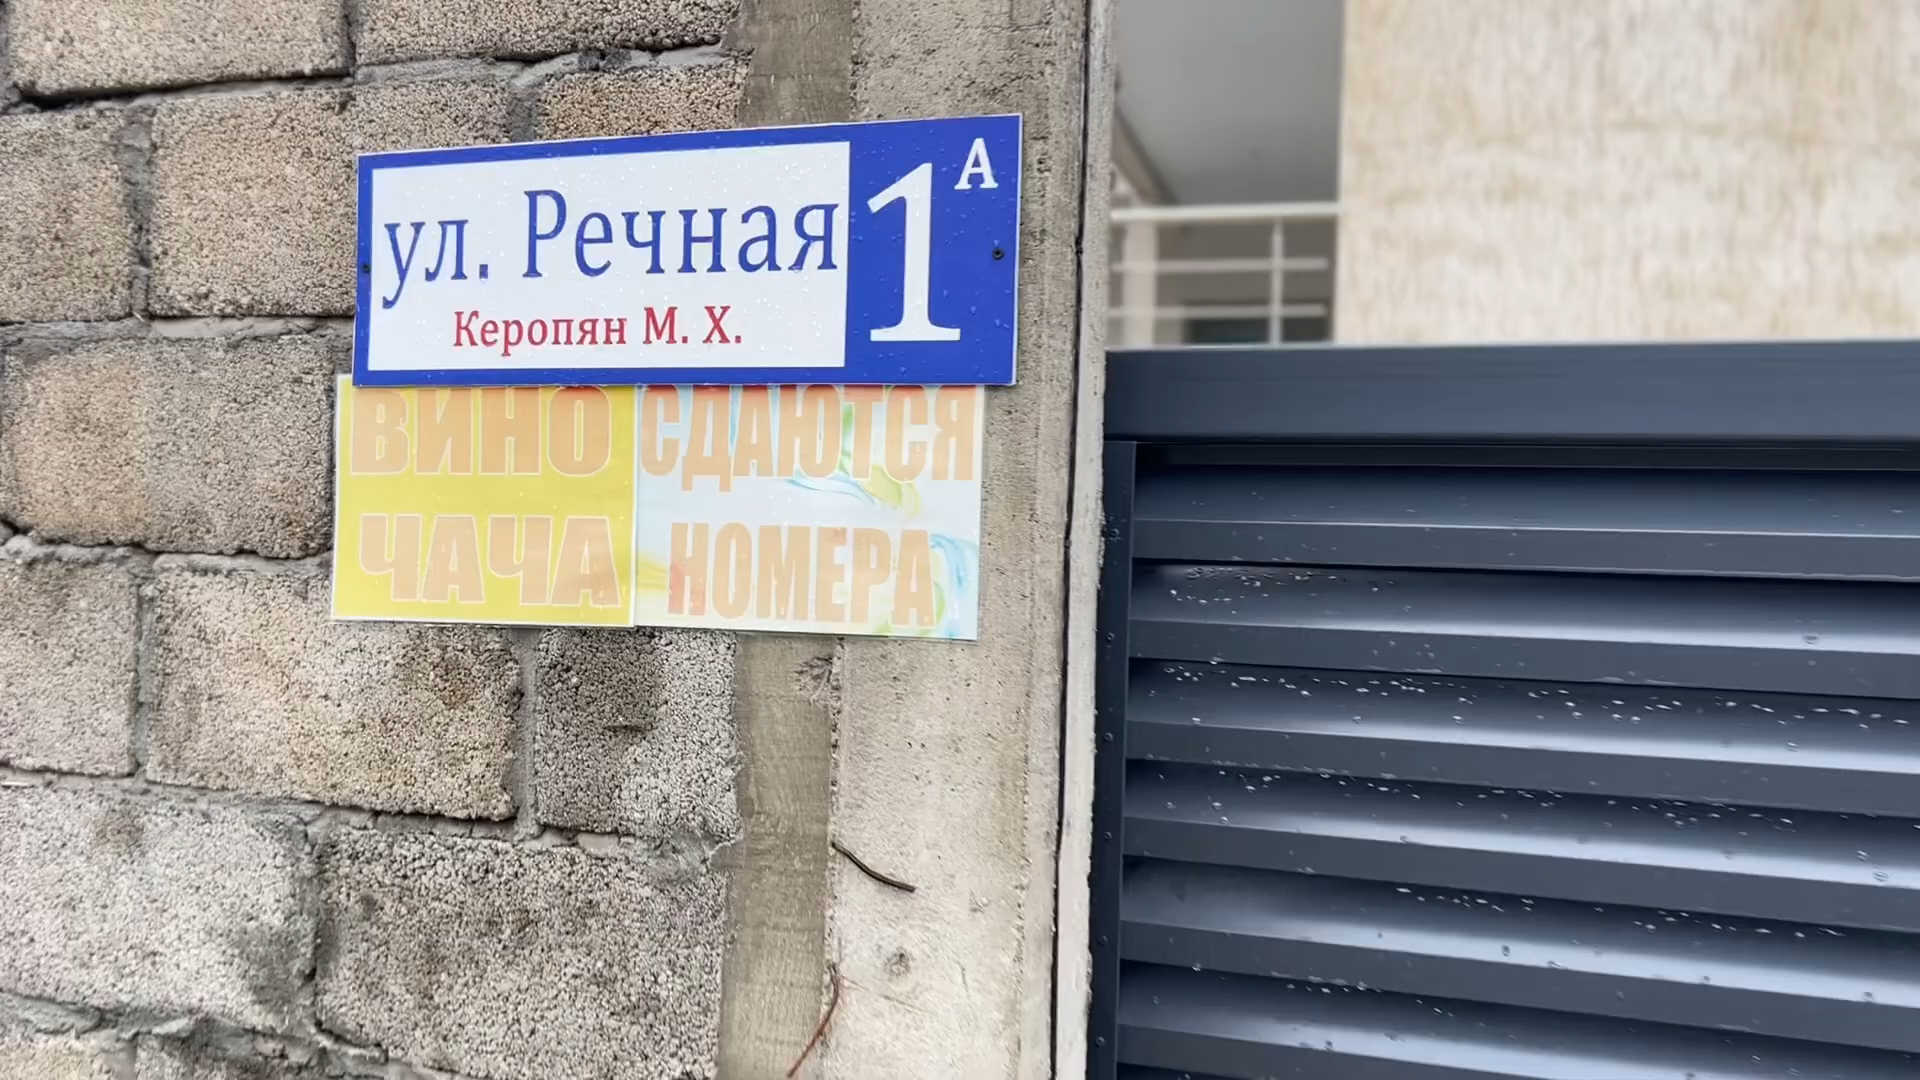 ул. Речная 1А
Керопян М. Х.
ВИНО
ЧАЧА
СДАЮТСЯ
НОМЕРА